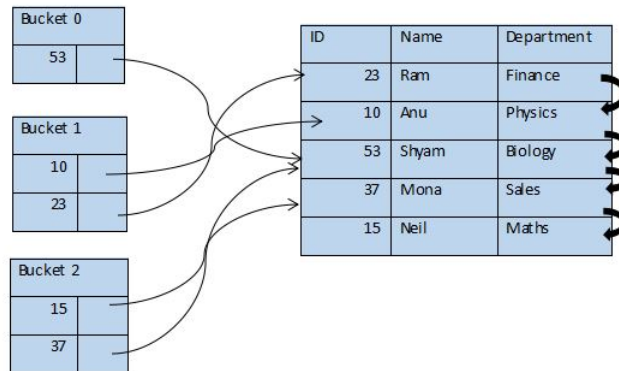 Bucket 0
53
Bucket 1
10
23
Bucket 2
15
37
ID Name Department
23 Ram Finance
10 Anu Physics
53 Shyam Biology
37 Mona Sales
15 Neil Maths